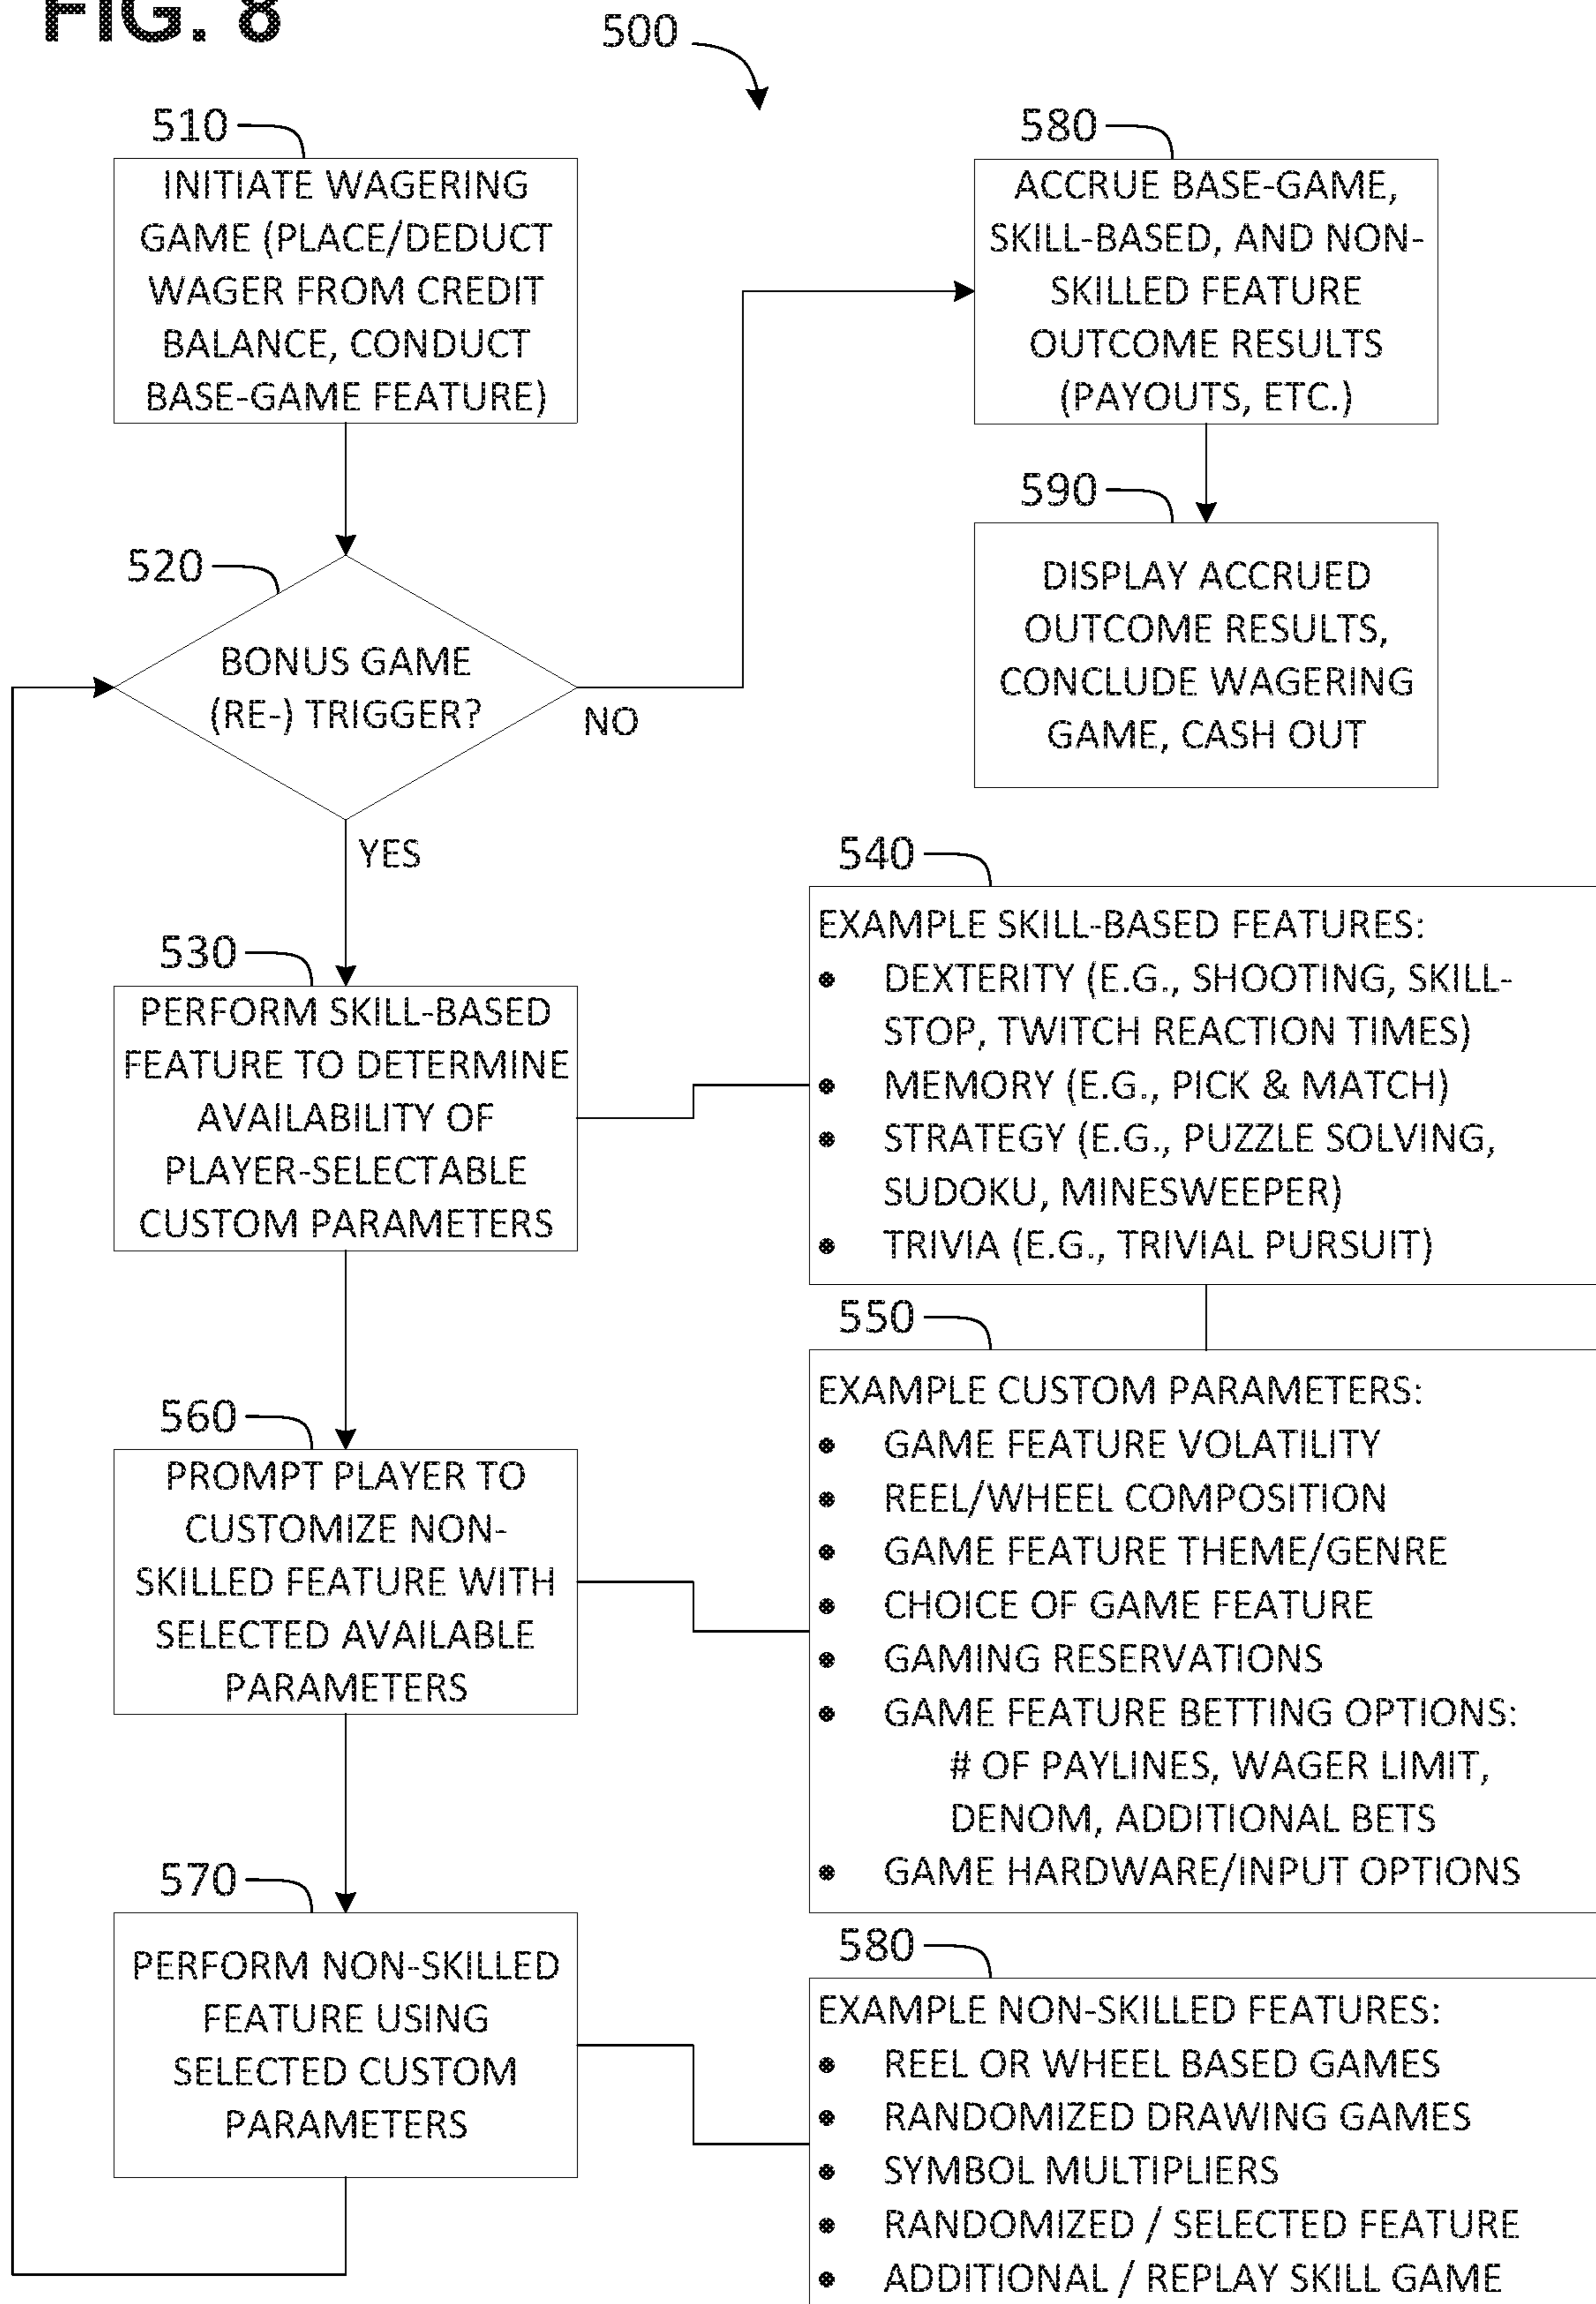 FIG. 8
500
510
INITIATE WAGERING
GAME (PLACE/DEDUCT
WAGER FROM CREDIT
BALANCE, CONDUCT
BASE-GAME FEATURE)
520
BONUS GAME
(RE-) TRIGGER?
NO
YES
530
PERFORM SKILL-BASED
FEATURE TO DETERMINE
AVAILABILITY OF
PLAYER-SELECTABLE
CUSTOM PARAMETERS
560
PROMPT PLAYER TO
CUSTOMIZE NON-
SKILLED FEATURE WITH
SELECTED AVAILABLE
PARAMETERS
570
PERFORM NON-SKILLED
FEATURE USING
SELECTED CUSTOM
PARAMETERS
580
ACCRUE BASE-GAME,
SKILL-BASED, AND NON-
SKILLED FEATURE
OUTCOME RESULTS
(PAYOUTS, ETC.)
590
DISPLAY ACCRUED
OUTCOME RESULTS,
CONCLUDE WAGERING
GAME, CASH OUT
540
EXAMPLE SKILL-BASED FEATURES:
• DEXTERITY (E.G., SHOOTING, SKILL-
STOP, TWITCH REACTION TIMES)
• MEMORY (E.G., PICK & MATCH)
• STRATEGY (E.G., PUZZLE SOLVING,
SUDOKU, MINESWEEPER)
• TRIVIA (E.G., TRIVIAL PURSUIT)
550
EXAMPLE CUSTOM PARAMETERS:
• GAME FEATURE VOLATILITY
• REEL/WHEEL COMPOSITION
• GAME FEATURE THEME/GENRE
• CHOICE OF GAME FEATURE
• GAMING RESERVATIONS
• GAME FEATURE BETTING OPTIONS:
# OF PAYLINES, WAGER LIMIT,
DENOM, ADDITIONAL BETS
• GAME HARDWARE/INPUT OPTIONS
580
EXAMPLE NON-SKILLED FEATURES:
• REEL OR WHEEL BASED GAMES
• RANDOMIZED DRAWING GAMES
• SYMBOL MULTIPLIERS
• RANDOMIZED / SELECTED FEATURE
• ADDITIONAL / REPLAY SKILL GAME